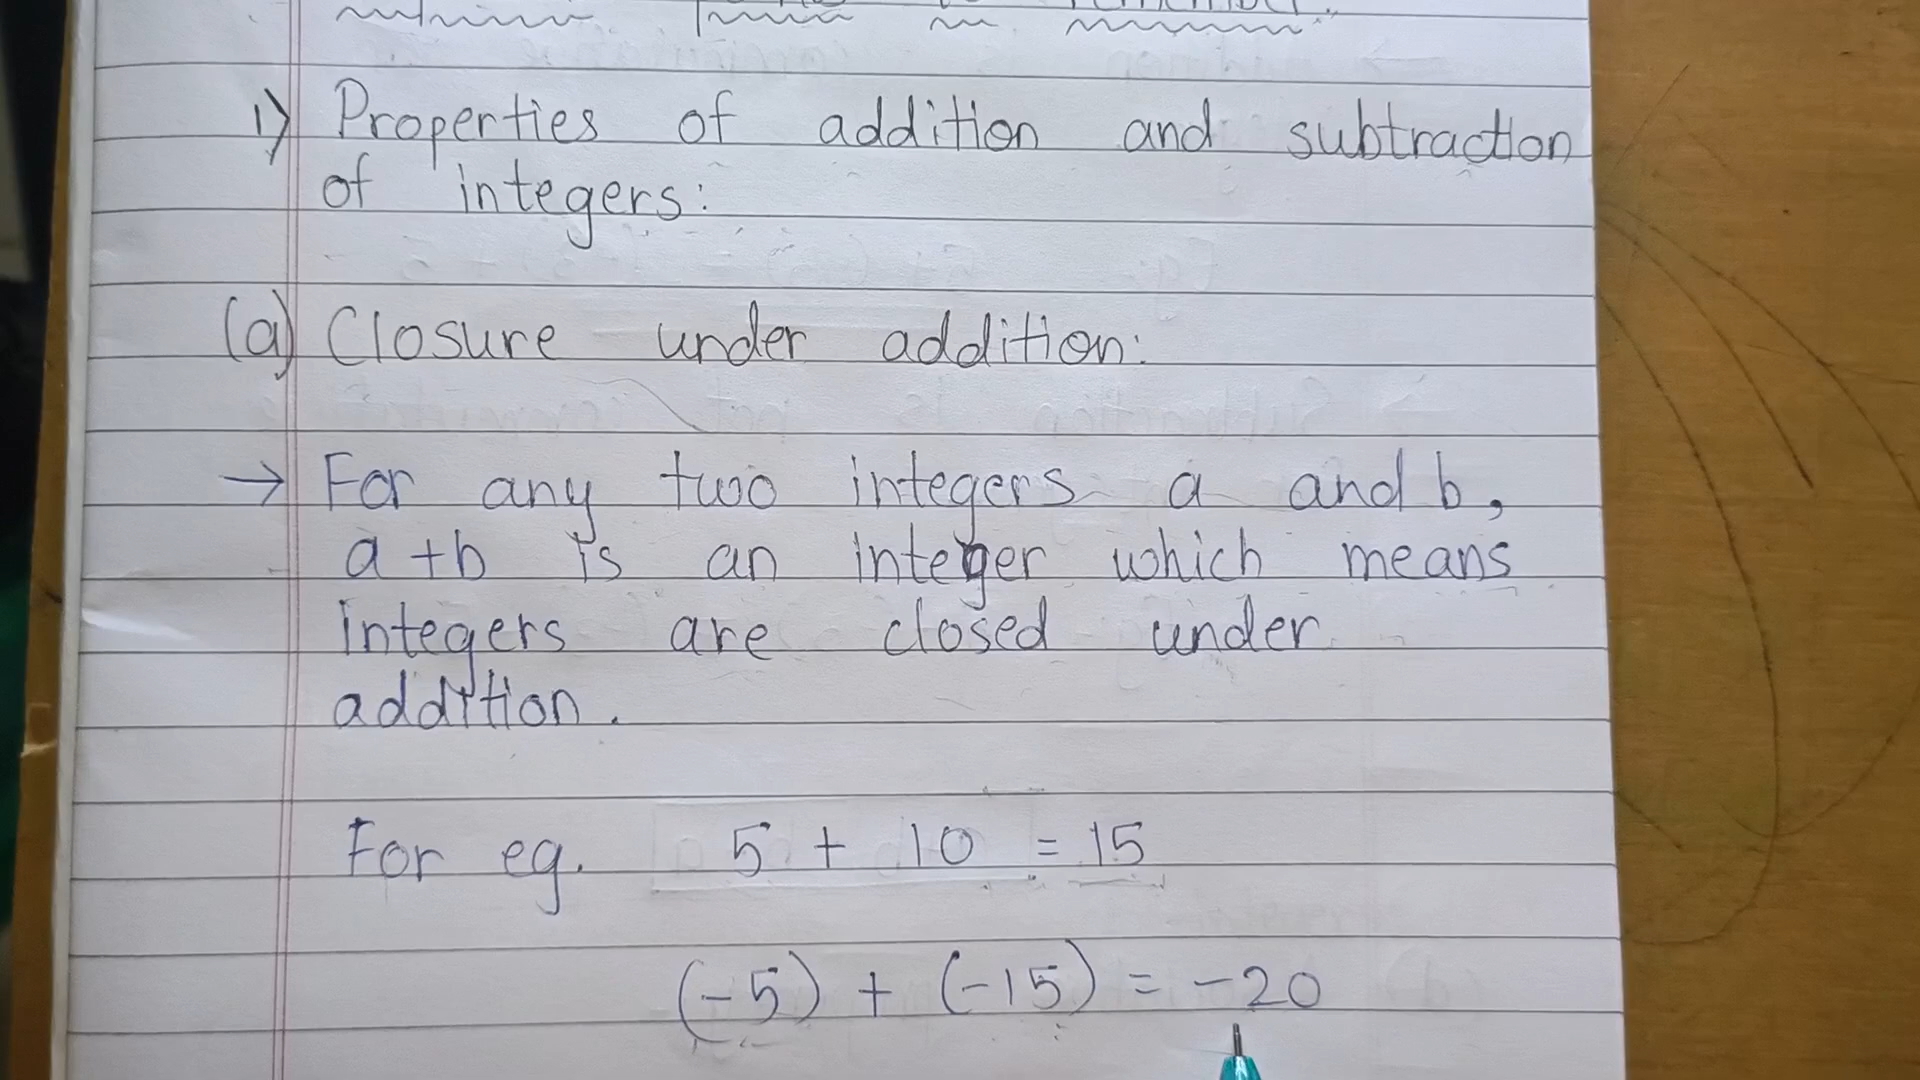 1) Properties of addition and subtraction
of integers:
(a) Closure under addition:
→ For any two integers a and b,
a+b is an integer which means
integers are closed under
addition.
For eg. 5 + 10 = 15
(-5) + (-15) = -20